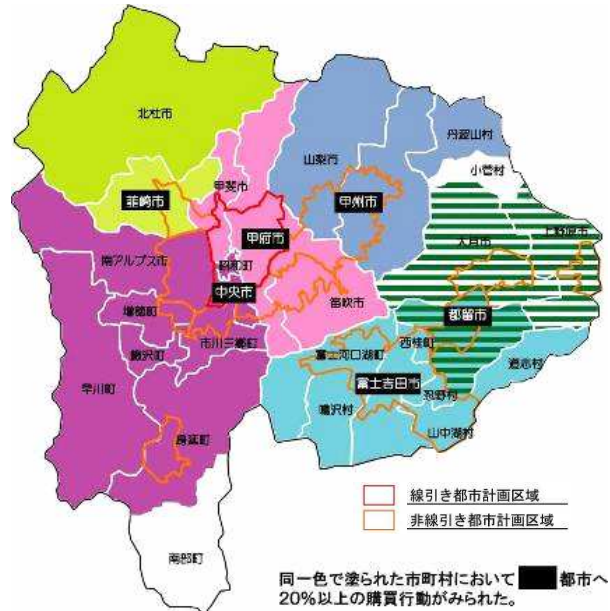 北杜市
丹波山村
山梨市
小菅村
甲斐市
韮崎市
甲州市
上野原市
大月市
甲府市
南アルプス市
昭和町
中央市
笛吹市
増穂町
都留市
市川三郷町
富士河口湖町
西桂町
鰍沢町
道志村
早川町
富士吉田市
忍野村
鳴沢村
山中湖村
身延町
線引き都市計画区域
非線引き都市計画区域
南部町
同一色で塗られた市町村において 都市へ
20%以上の購買行動がみられた。